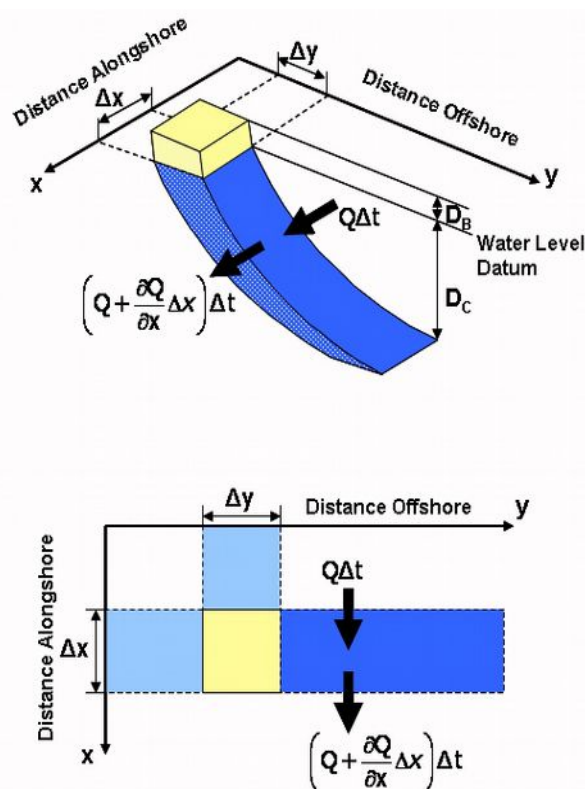 Distance Alongshore
Δx
x
Δy
Distance Offshore
y
D_B
Water Level
Datum
D_C
QΔt
(Q + ∂Q/∂x Δx) Δt
Δy
Distance Offshore
y
Distance Alongshore
Δx
x
QΔt
(Q + ∂Q/∂x Δx) Δt